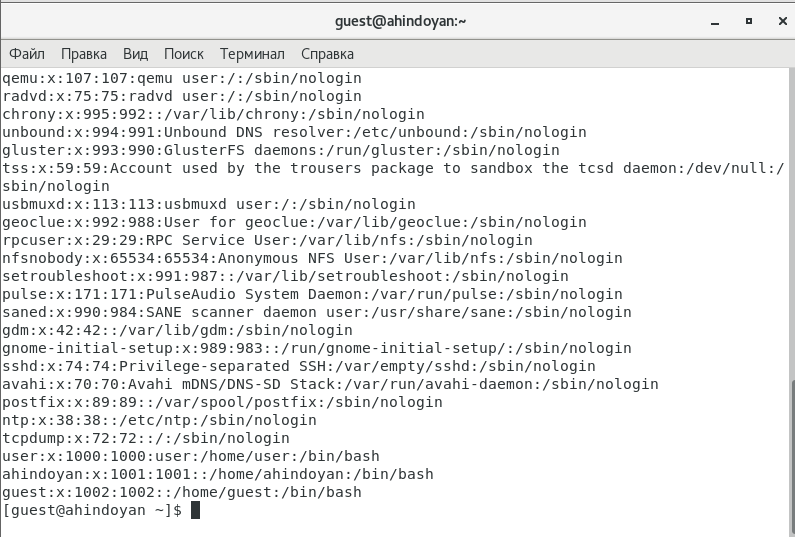 guest@ahindoyan:~
Файл Правка Вид Поиск Терминал Справка
qemu:x:107:107:qemu user:/:/sbin/nologin
radvd:x:75:75:radvd user:/:/sbin/nologin
chrony:x:995:992::/var/lib/chrony:/sbin/nologin
unbound:x:994:991:Unbound DNS resolver:/etc/unbound:/sbin/nologin
gluster:x:993:990:GlusterFS daemons:/run/gluster:/sbin/nologin
tss:x:59:59:Account used by the trousers package to sandbox the tcsd daemon:/dev/null:/
sbin/nologin
usbmuxd:x:113:113:usbmuxd user:/:/sbin/nologin
geoclue:x:992:988:User for geoclue:/var/lib/geoclue:/sbin/nologin
rpcuser:x:29:29:RPC Service User:/var/lib/nfs:/sbin/nologin
nfsnobody:x:65534:65534:Anonymous NFS User:/var/lib/nfs:/sbin/nologin
setroubleshoot:x:991:987::/var/lib/setroubleshoot:/sbin/nologin
pulse:x:171:171:PulseAudio System Daemon:/var/run/pulse:/sbin/nologin
saned:x:990:984:SANE scanner daemon user:/usr/share/sane:/sbin/nologin
gdm:x:42:42::/var/lib/gdm:/sbin/nologin
gnome-initial-setup:x:989:983::/run/gnome-initial-setup/:/sbin/nologin
sshd:x:74:74:Privilege-separated SSH:/var/empty/sshd:/sbin/nologin
avahi:x:70:70:Avahi mDNS/DNS-SD Stack:/var/run/avahi-daemon:/sbin/nologin
postfix:x:89:89::/var/spool/postfix:/sbin/nologin
ntp:x:38:38::/etc/ntp:/sbin/nologin
tcpdump:x:72:72::/:/sbin/nologin
user:x:1000:1000:user:/home/user:/bin/bash
ahindoyan:x:1001:1001::/home/ahindoyan:/bin/bash
guest:x:1002:1002::/home/guest:/bin/bash
[guest@ahindoyan ~]$